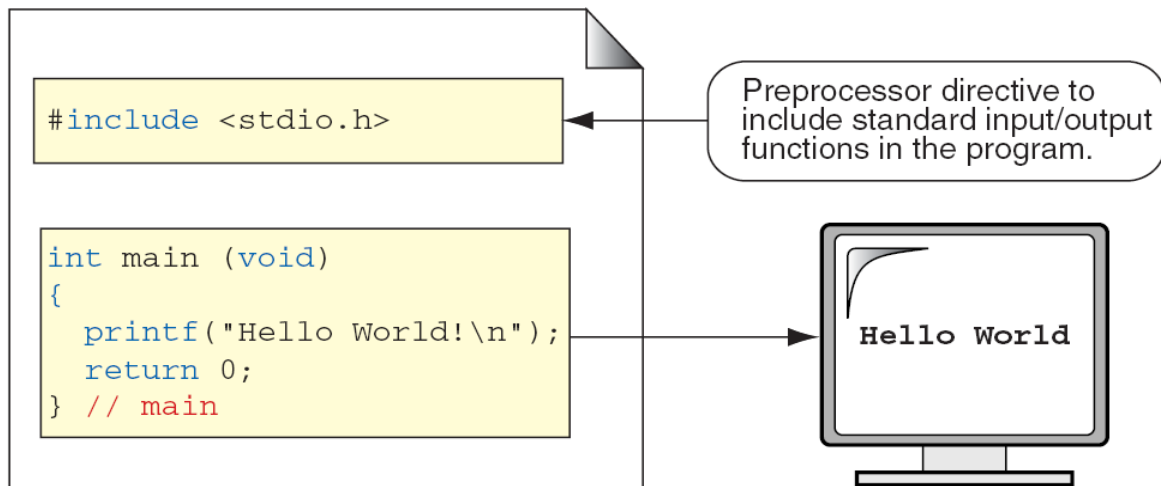 #include <stdio.h>
Preprocessor directive to
include standard input/output
functions in the program.
int main (void)
{
printf("Hello World!\n");
return 0;
} // main
Hello World